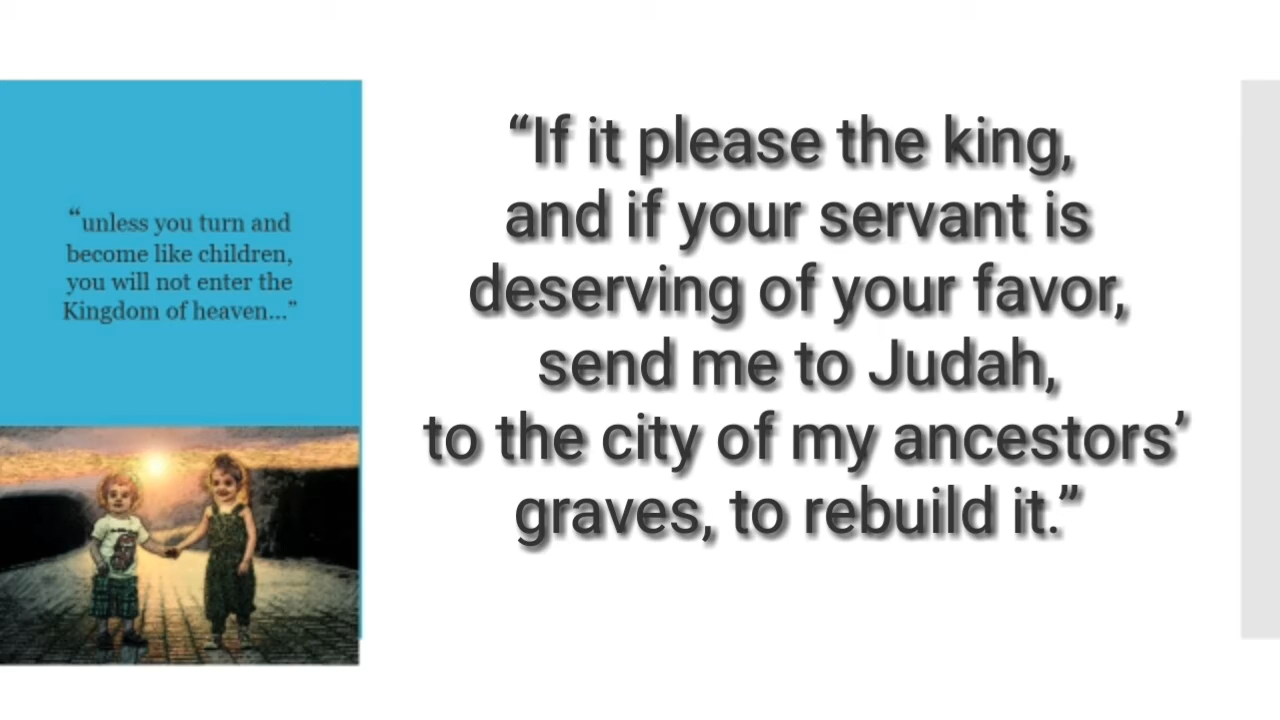 “unless you turn and
become like children,
you will not enter the
Kingdom of heaven...”
“If it please the king,
and if your servant is
deserving of your favor,
send me to Judah,
to the city of my ancestors’
graves, to rebuild it.”